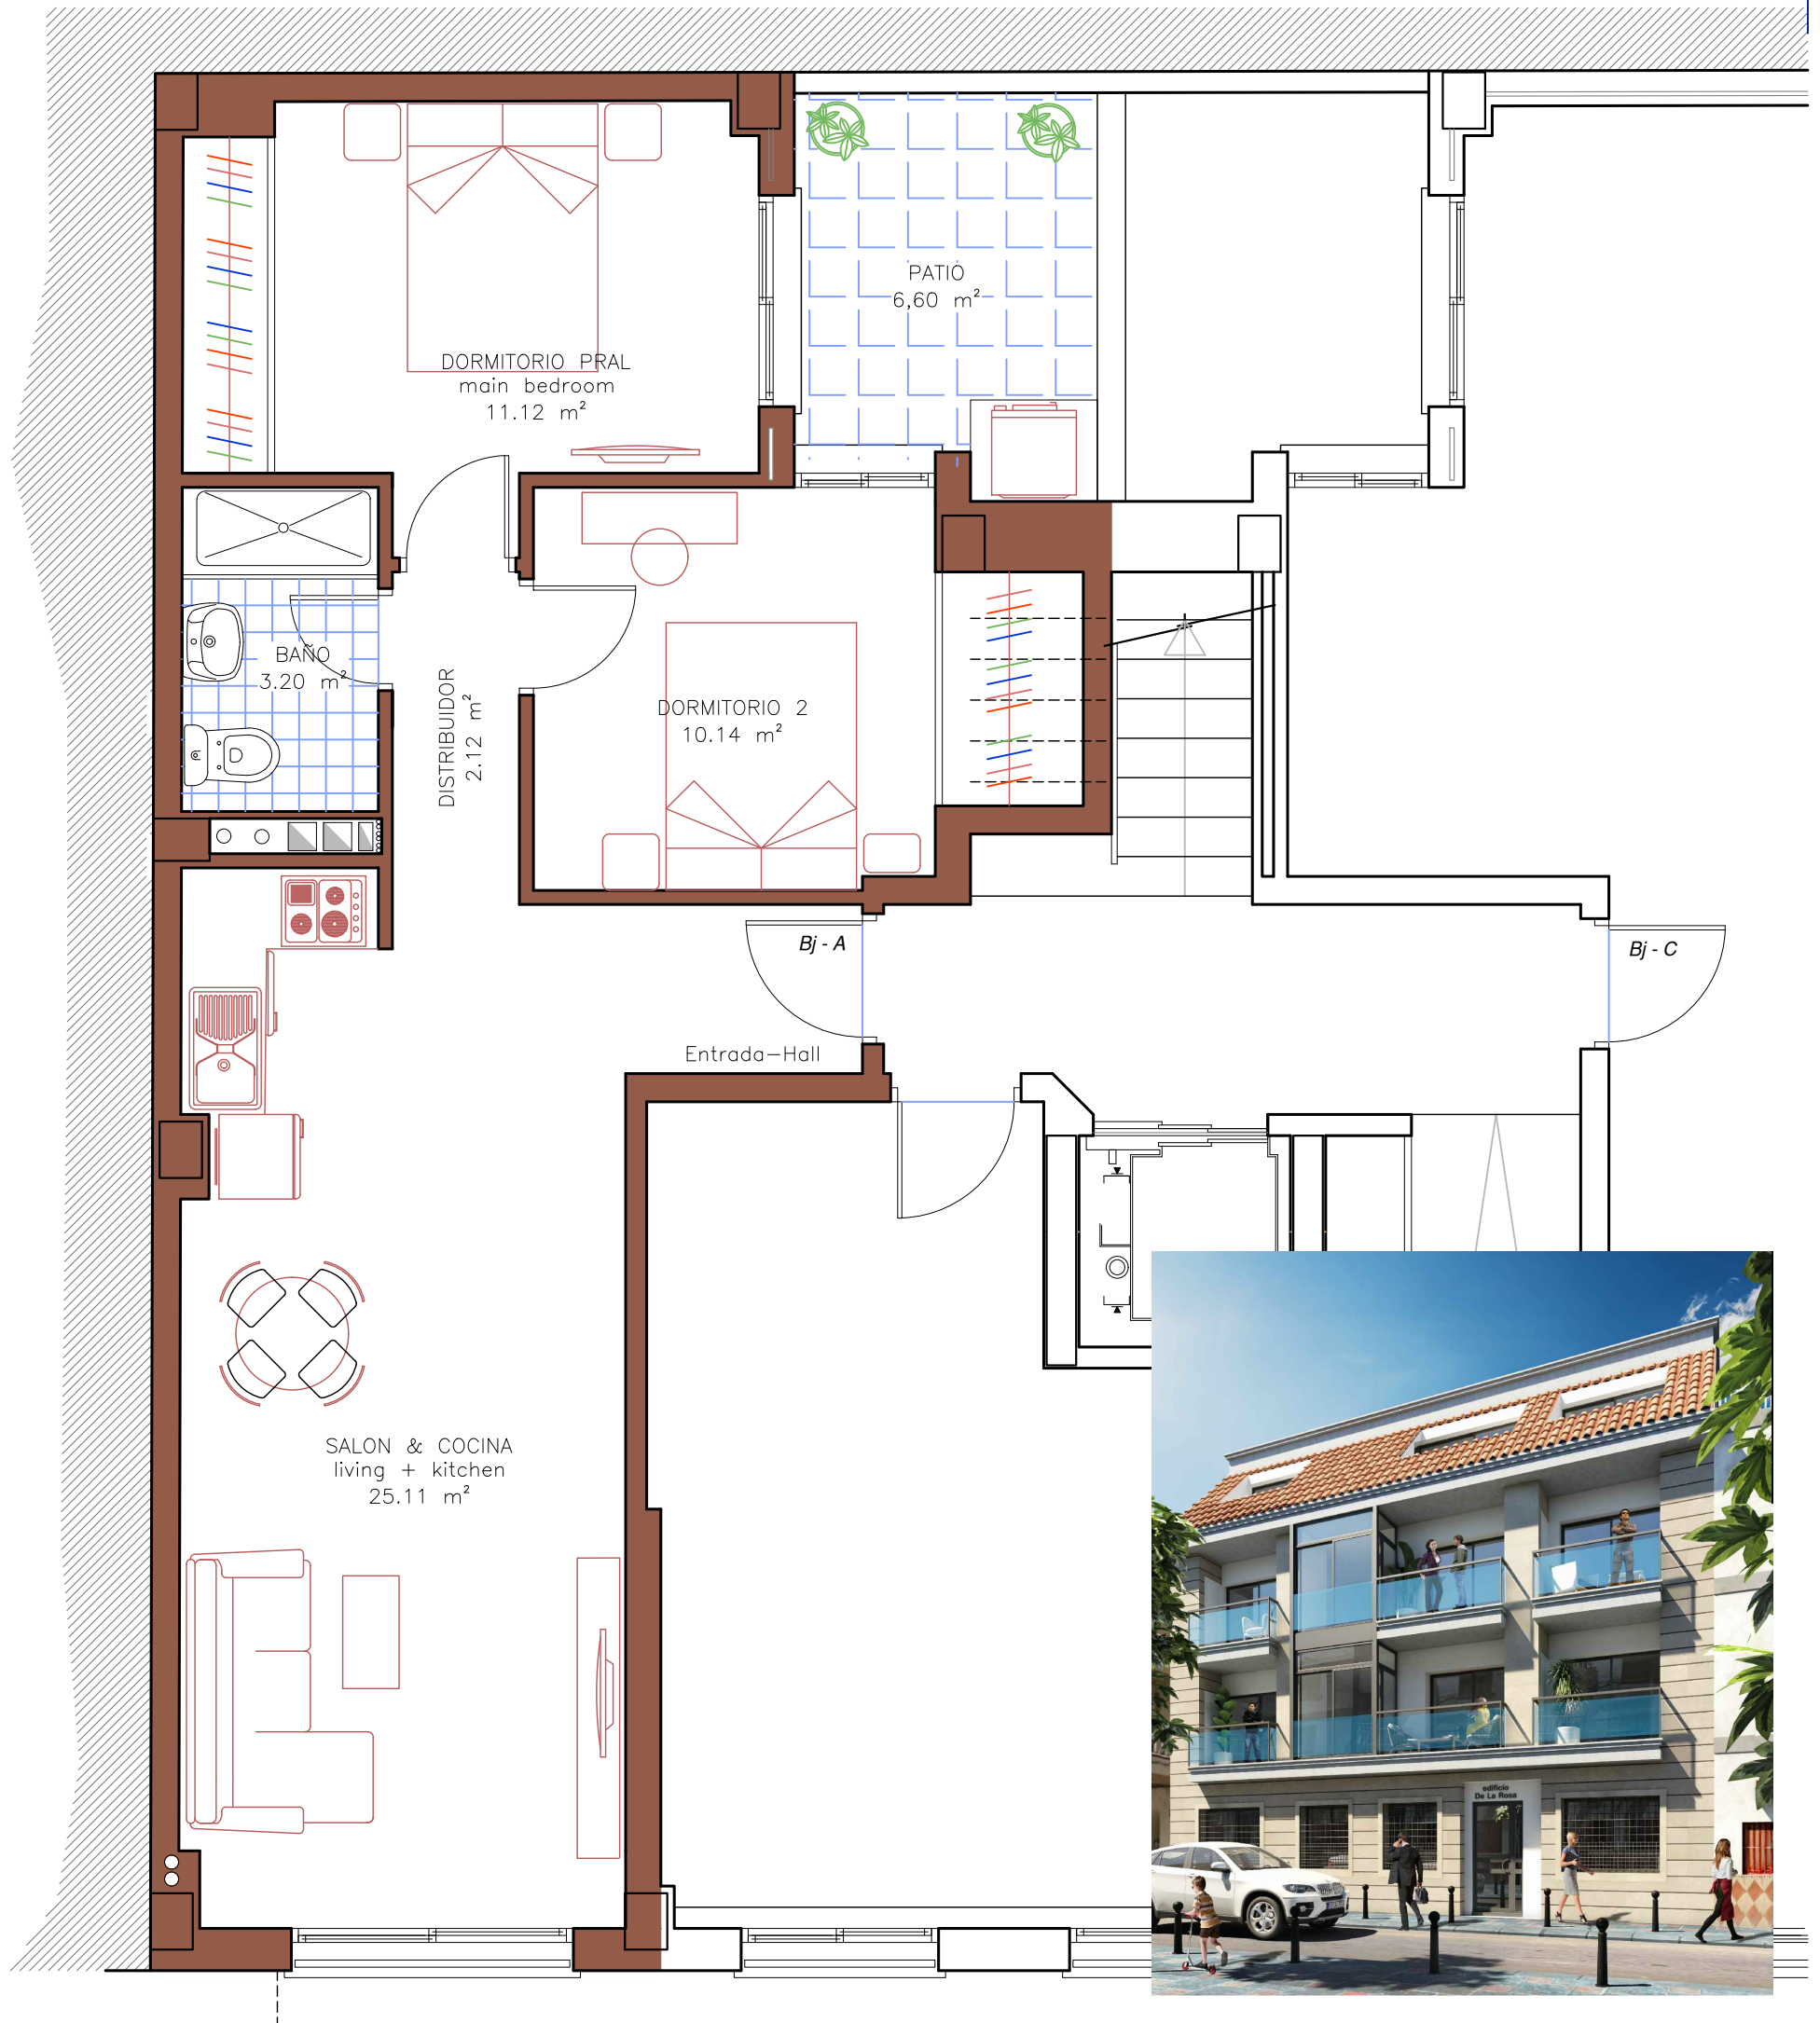 PATIO
6,60 m²
DORMITORIO PRAL
main bedroom
11.12 m²
BAÑO
3.20 m²
DISTRIBUIDOR
2.12 m²
DORMITORIO 2
10.14 m²
Bj - A
Bj - C
Entrada-Hall
SALON & COCINA
living + kitchen
25.11 m²
edificio
De La Rosa